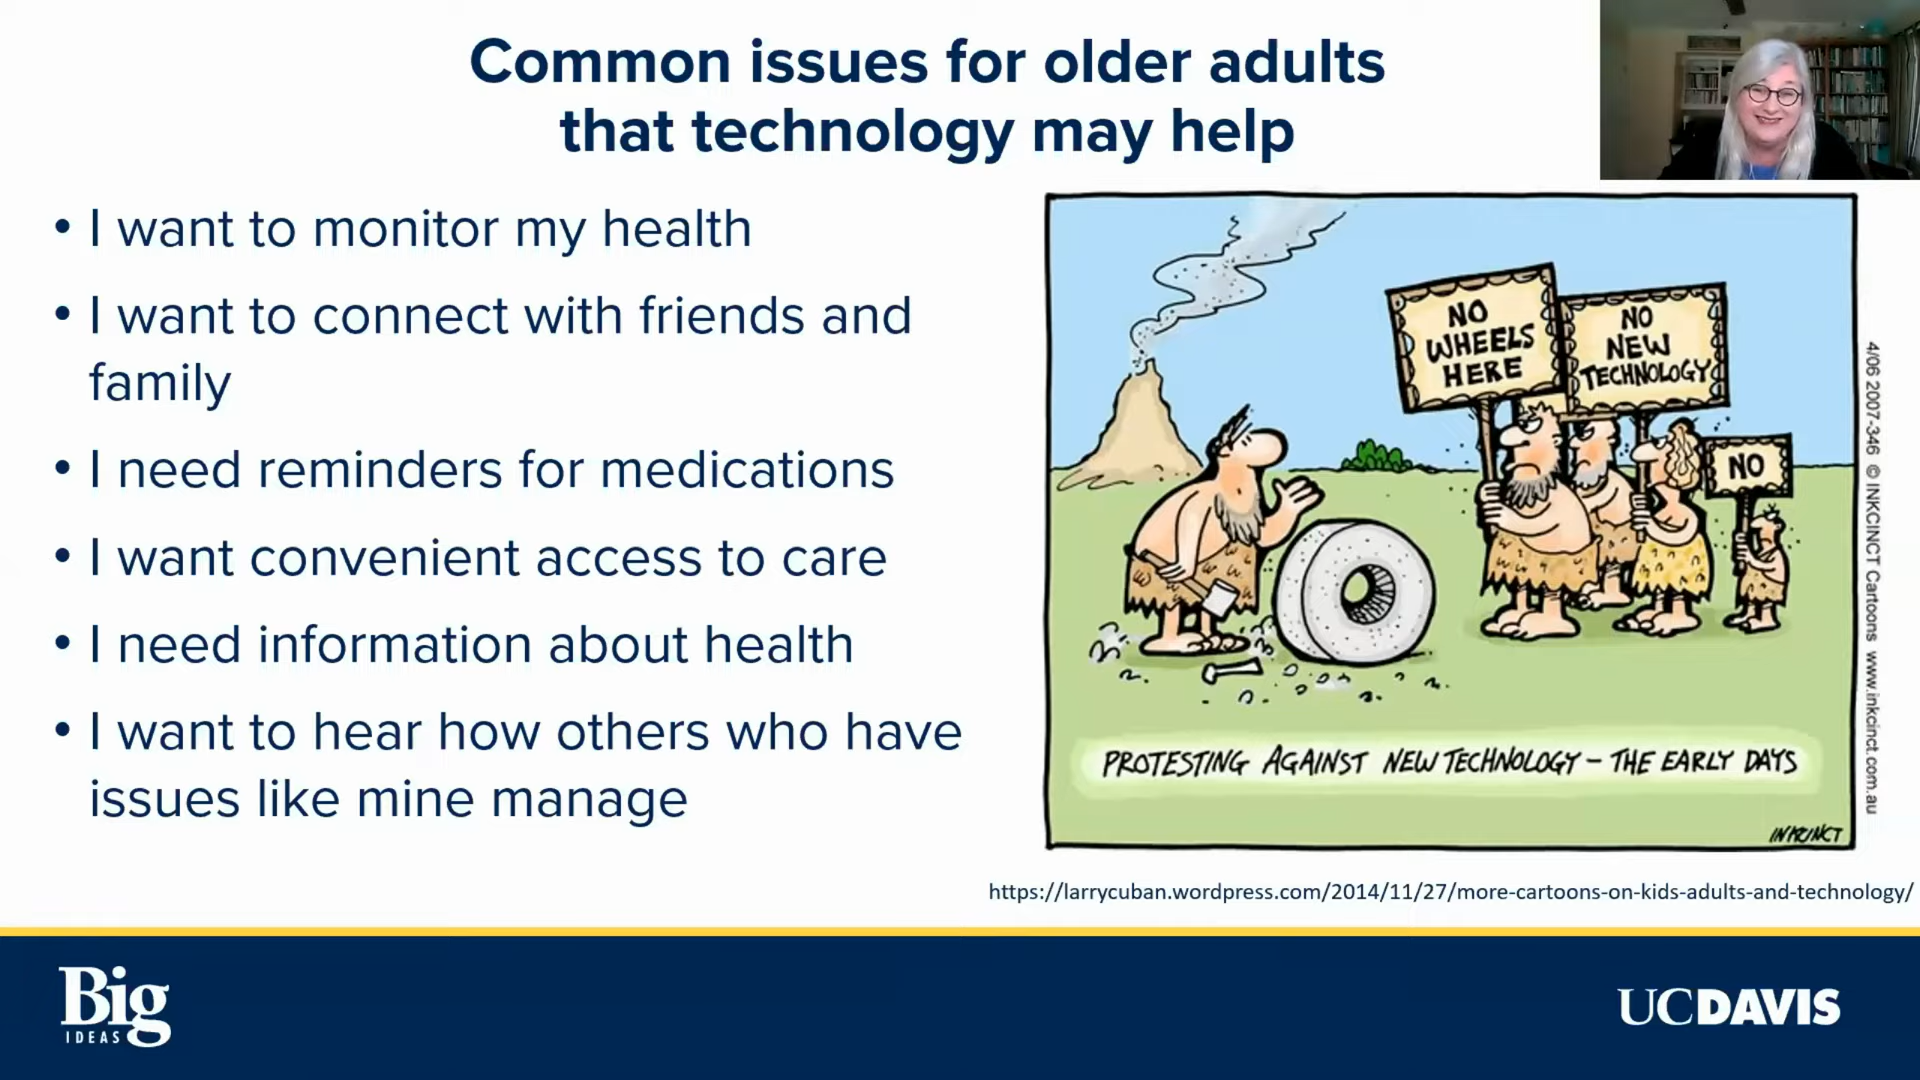 Common issues for older adults
that technology may help
• I want to monitor my health
• I want to connect with friends and
family
• I need reminders for medications
• I want convenient access to care
• I need information about health
• I want to hear how others who have
issues like mine manage
NO
WHEELS
HERE
NO
NEW
TECHNOLOGY
NO
PROTESTING AGAINST NEW TECHNOLOGY – THE EARLY DAYS
INKCINCT
4/06 2007-346 © INKCINCT Cartoons www.inkcinct.com.au
https://larrycuban.wordpress.com/2014/11/27/more-cartoons-on-kids-adults-and-technology/
Big
IDEAS
UCDAVIS